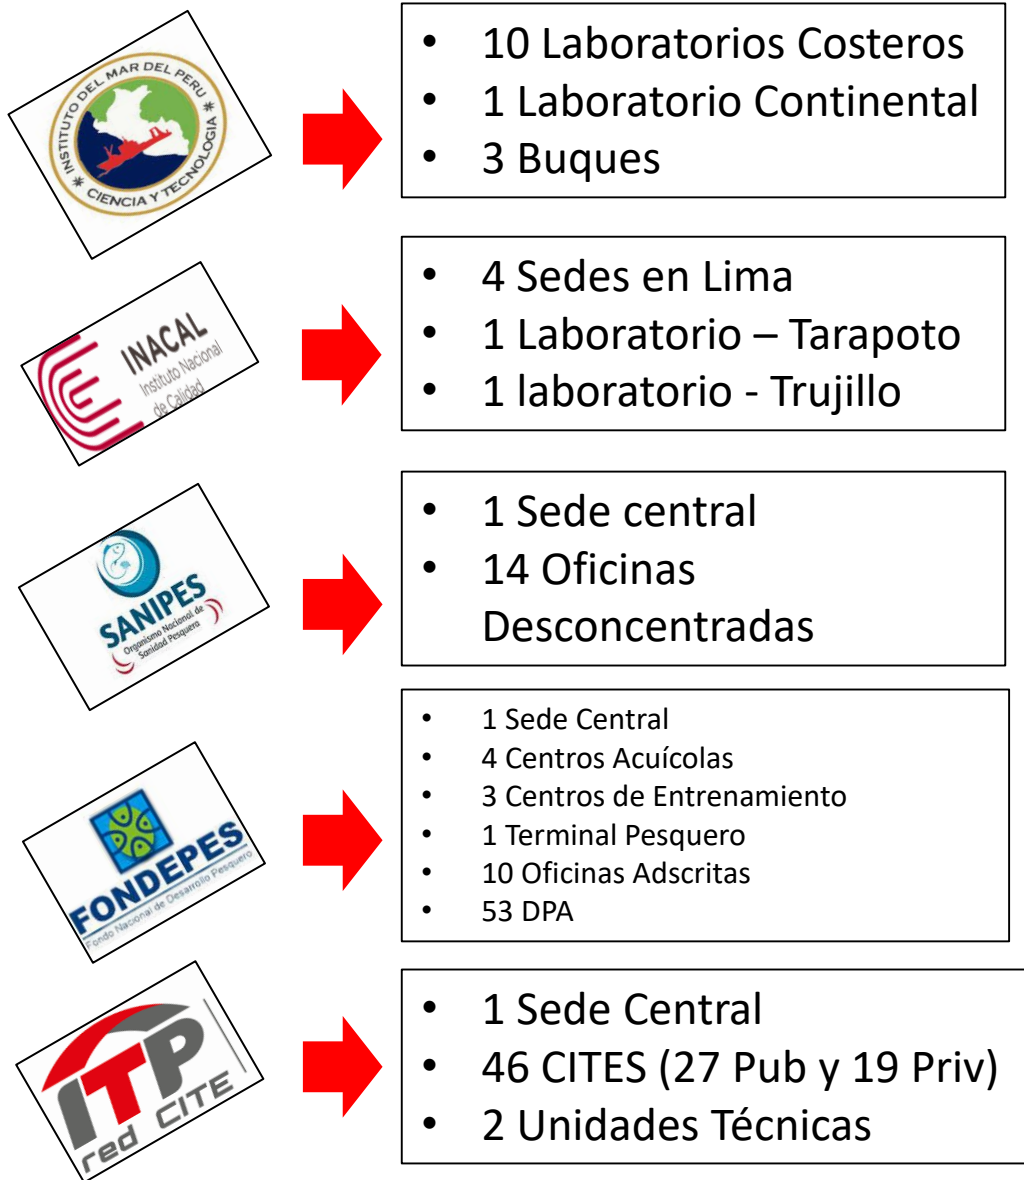 INSTITUTO DEL MAR DEL PERU
* CIENCIA Y TECNOLOGIA *
• 10 Laboratorios Costeros
• 1 Laboratorio Continental
• 3 Buques
INACAL
Instituto Nacional
de Calidad
• 4 Sedes en Lima
• 1 Laboratorio – Tarapoto
• 1 laboratorio - Trujillo
SANIPES
Organismo Nacional de
Sanidad Pesquera
• 1 Sede central
• 14 Oficinas
Desconcentradas
FONDEPES
Fondo Nacional de Desarrollo Pesquero
• 1 Sede Central
• 4 Centros Acuícolas
• 3 Centros de Entrenamiento
• 1 Terminal Pesquero
• 10 Oficinas Adscritas
• 53 DPA
ITP
red CITE
• 1 Sede Central
• 46 CITES (27 Pub y 19 Priv)
• 2 Unidades Técnicas